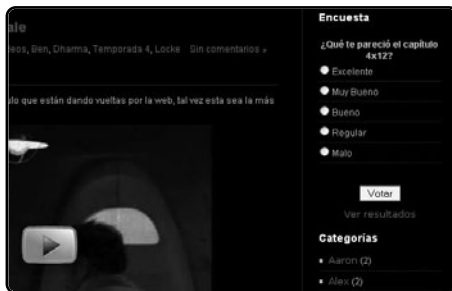 ale
leos, Ben, Dharma, Temporada 4, Locke Sin comentarios »
ulo que están dando vueltas por la web, tal vez esta sea la más
Encuesta
¿Qué te pareció el capítulo
4x12?
Excelente
Muy Bueno
Bueno
Regular
Malo
Votar
Ver resultados
Categorías
Aaron (2)
Alex (2)